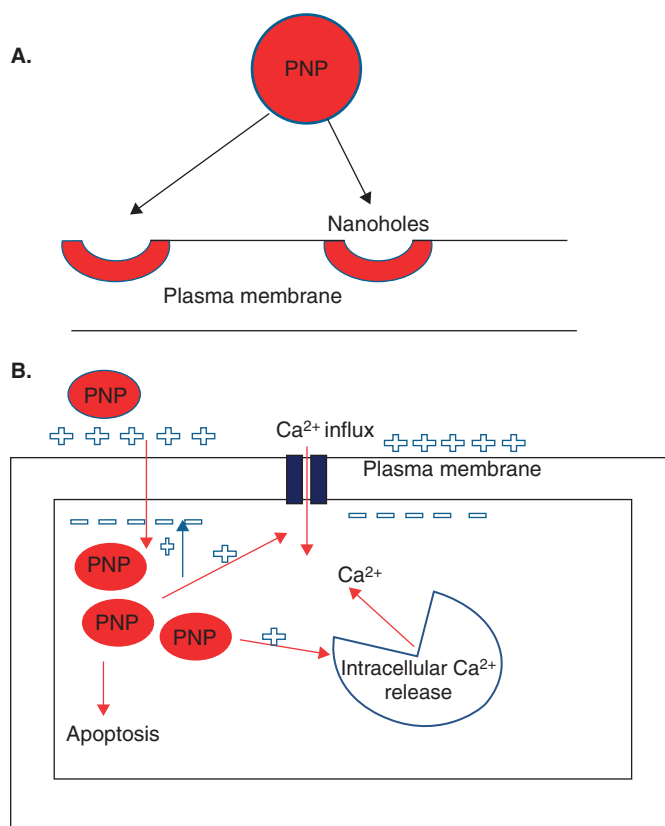 A.
PNP
Nanoholes
Plasma membrane
B.
PNP
Ca²⁺ influx
Plasma membrane
PNP
Ca²⁺
PNP
PNP
Intracellular Ca²⁺
release
Apoptosis